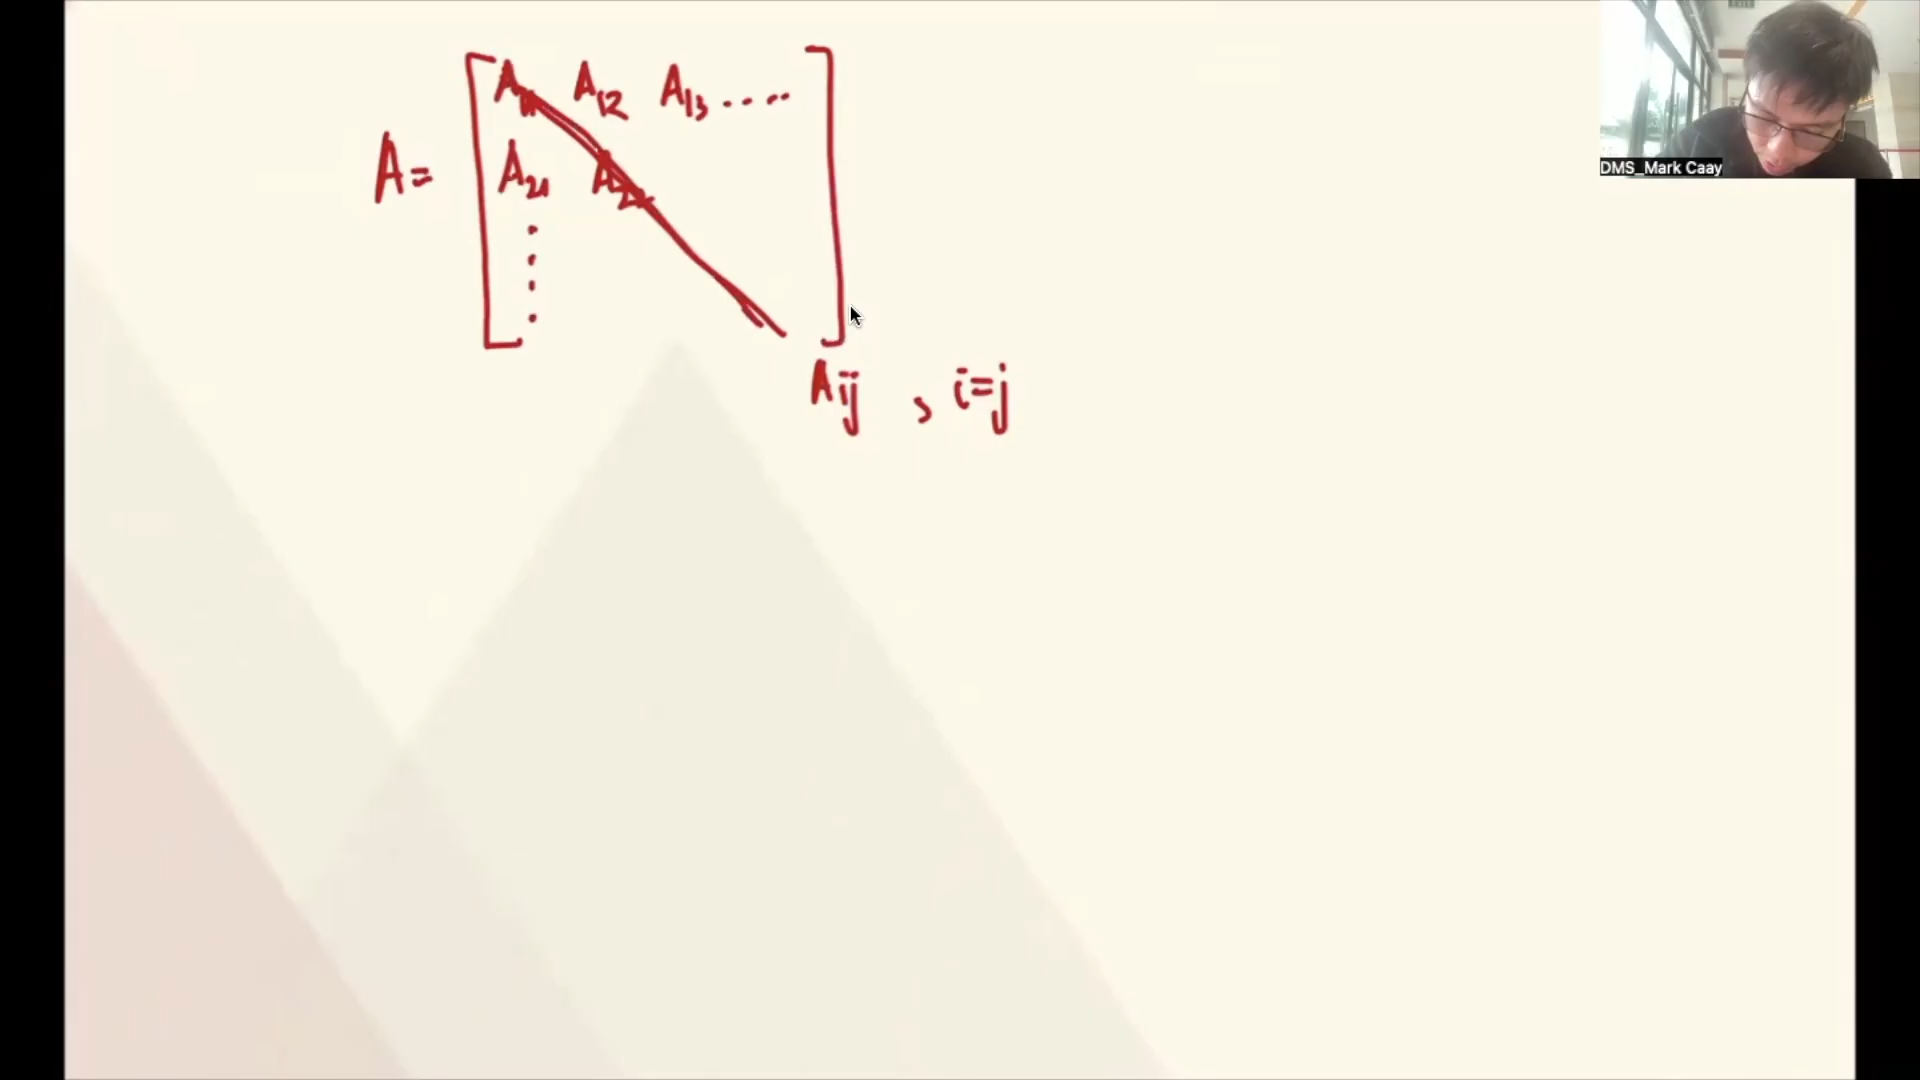 A₁₁ A₁₂ A₁₃ ....
A =
A₂₁ A₂₂
Aij , i=j
DMS_Mark Caay